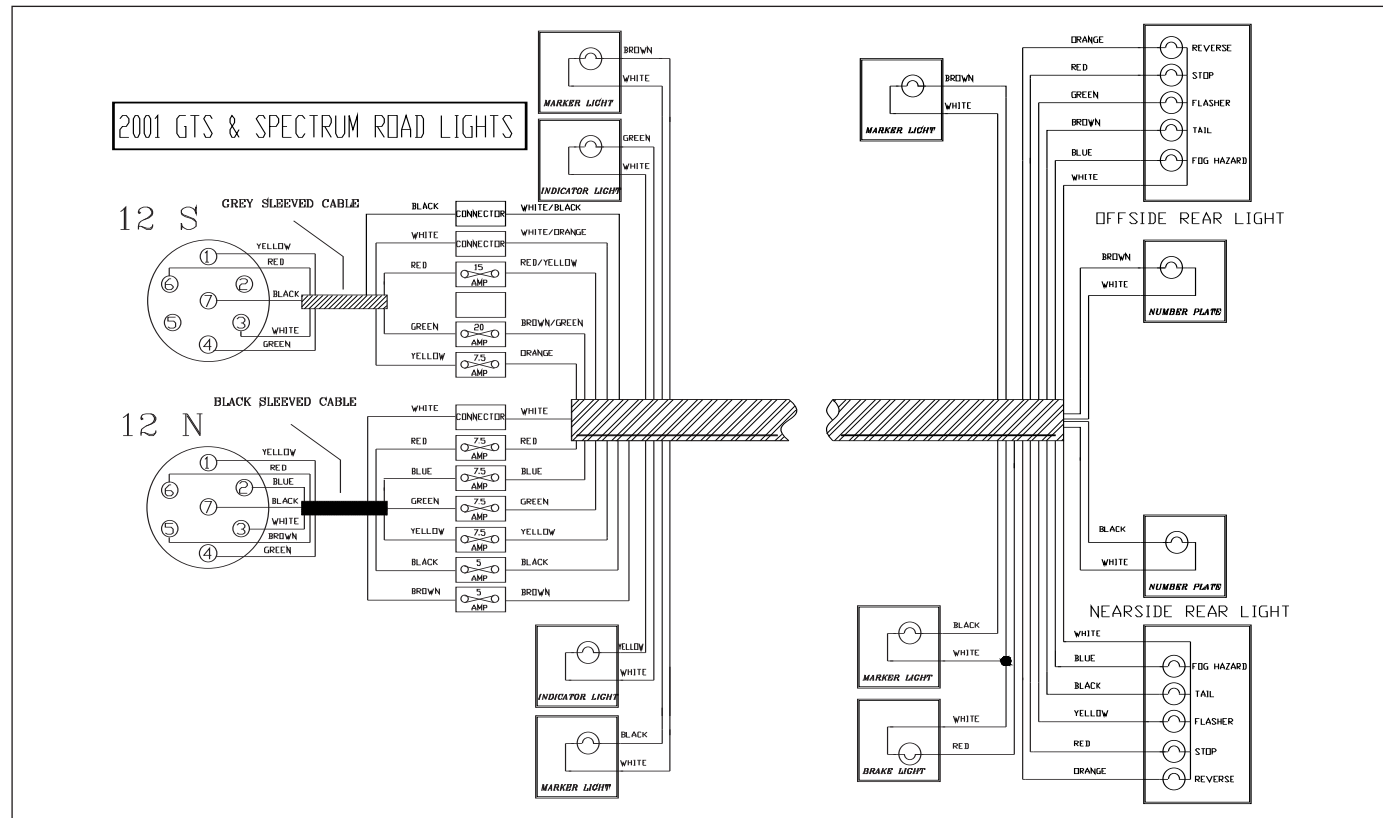 2001 GTS & SPECTRUM ROAD LIGHTS
12 S
GREY SLEEVED CABLE
YELLOW
RED
BLACK
WHITE
GREEN
1
6
2
7
5
3
4
BLACK CONNECTOR WHITE/BLACK
WHITE CONNECTOR WHITE/ORANGE
RED 15 AMP RED/YELLOW
GREEN 20 AMP BROWN/GREEN
YELLOW 7.5 AMP ORANGE
12 N
BLACK SLEEVED CABLE
YELLOW
RED
BLUE
BLACK
WHITE
BROWN
GREEN
1
6
2
7
5
3
4
WHITE CONNECTOR WHITE
RED 7.5 AMP RED
BLUE 7.5 AMP BLUE
GREEN 7.5 AMP GREEN
YELLOW 7.5 AMP YELLOW
BLACK 5 AMP BLACK
BROWN 5 AMP BROWN
BROWN
WHITE
MARKER LIGHT
GREEN
WHITE
INDICATOR LIGHT
YELLOW
WHITE
INDICATOR LIGHT
BLACK
WHITE
MARKER LIGHT
BROWN
WHITE
MARKER LIGHT
BLACK
WHITE
MARKER LIGHT
WHITE
RED
BRAKE LIGHT
ORANGE REVERSE
RED STOP
GREEN FLASHER
BROWN TAIL
BLUE FOG HAZARD
WHITE
OFFSIDE REAR LIGHT
BROWN
WHITE
NUMBER PLATE
BLACK
WHITE
NUMBER PLATE
NEARSIDE REAR LIGHT
WHITE
BLUE FOG HAZARD
BLACK TAIL
YELLOW FLASHER
RED STOP
ORANGE REVERSE